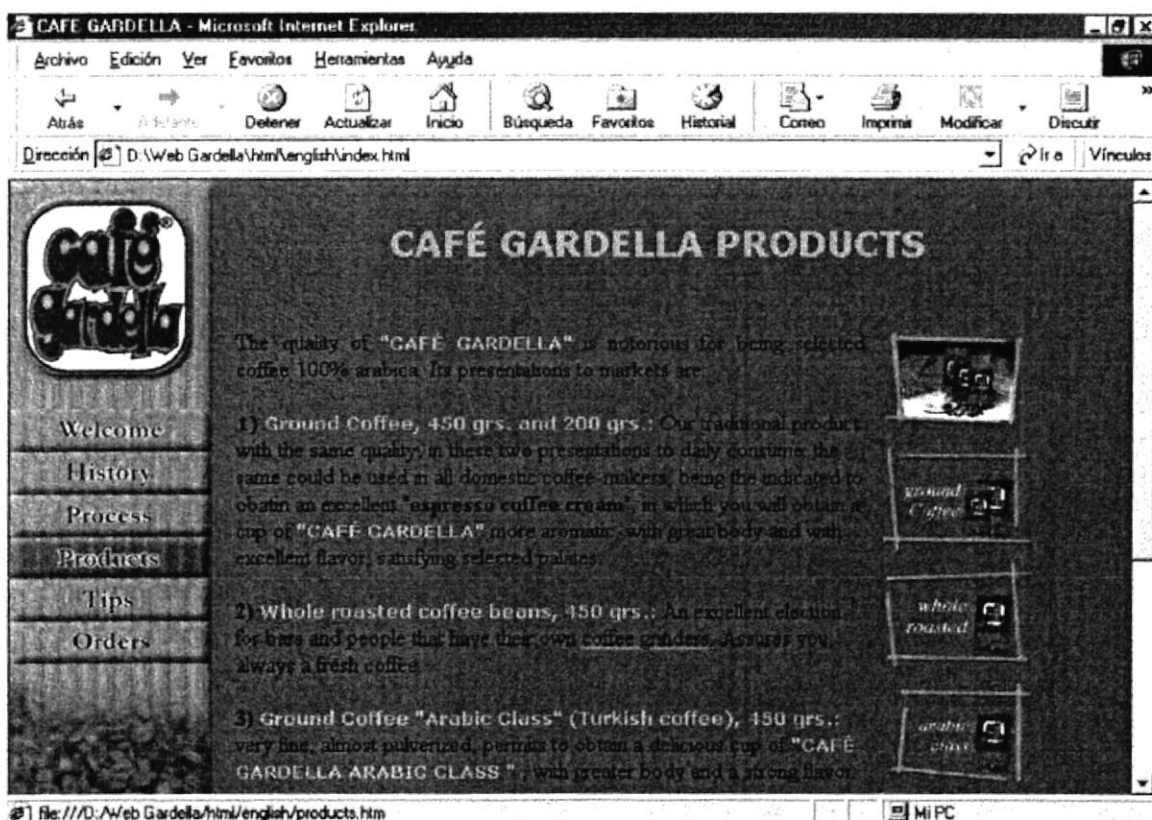 CAFE GARDELLA - Microsoft Internet Explorer
Archivo Edición Ver Favoritos Herramientas Ayuda
Atrás Adelante Detener Actualizar Inicio Búsqueda Favoritos Historial Correo Imprimir Modificar Discutir »
Dirección D:\Web Gardella\html\english\index.html Ir a Vínculos
café®
gardella
CAFÉ GARDELLA PRODUCTS
The quality of "CAFÉ GARDELLA" is notorious for being selected
coffee 100% arabica. Its presentations to markets are:
1) Ground Coffee, 450 grs. and 200 grs.: Our traditional product
with the same quality, in these two presentations to daily consume, the
same could be used in all domestic coffee-makers, being the indicated to
obatin an excellent "espresso coffee cream", in which you will obtain a
cup of "CAFÉ GARDELLA" more aromatic, with great body and with
excellent flavor, satisfying selected palates.
2) Whole roasted coffee beans, 450 grs.: An excellent election
for bars and people that have their own coffee grinders. Assures you
always a fresh coffee.
3) Ground Coffee "Arabic Class" (Turkish coffee), 450 grs.:
very fine, almost pulverized, permits to obtain a delicious cup of "CAFÉ
GARDELLA ARABIC CLASS ", with greater body and a strong flavor.
Welcome
History
Process
Products
Tips
Orders
ground
Coffee
whole
roasted
arabic
class
file:///D:/Web Gardella/html/english/products.htm Mi PC